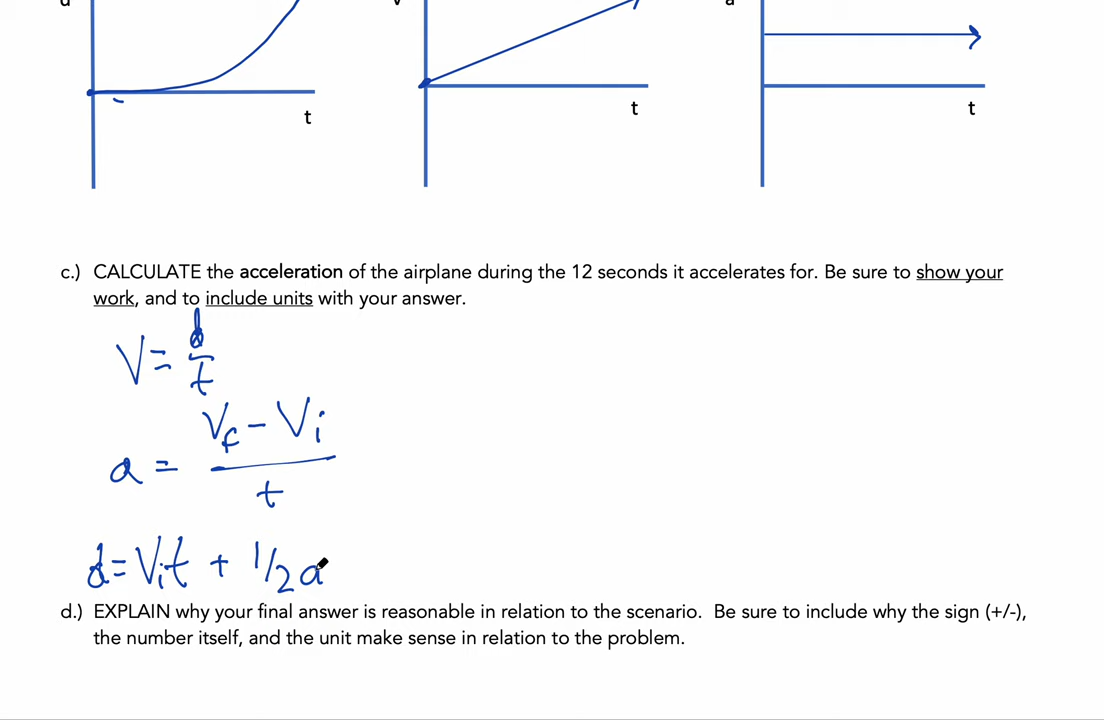 d v a
t t t
c.) CALCULATE the acceleration of the airplane during the 12 seconds it accelerates for. Be sure to show your
work, and to include units with your answer.
V = d/t
a = Vf - Vi / t
d = Vit + 1/2 a
d.) EXPLAIN why your final answer is reasonable in relation to the scenario. Be sure to include why the sign (+/-),
the number itself, and the unit make sense in relation to the problem.